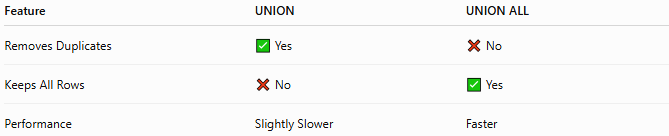 Feature UNION UNION ALL
Removes Duplicates ✅ Yes ❌ No
Keeps All Rows ❌ No ✅ Yes
Performance Slightly Slower Faster